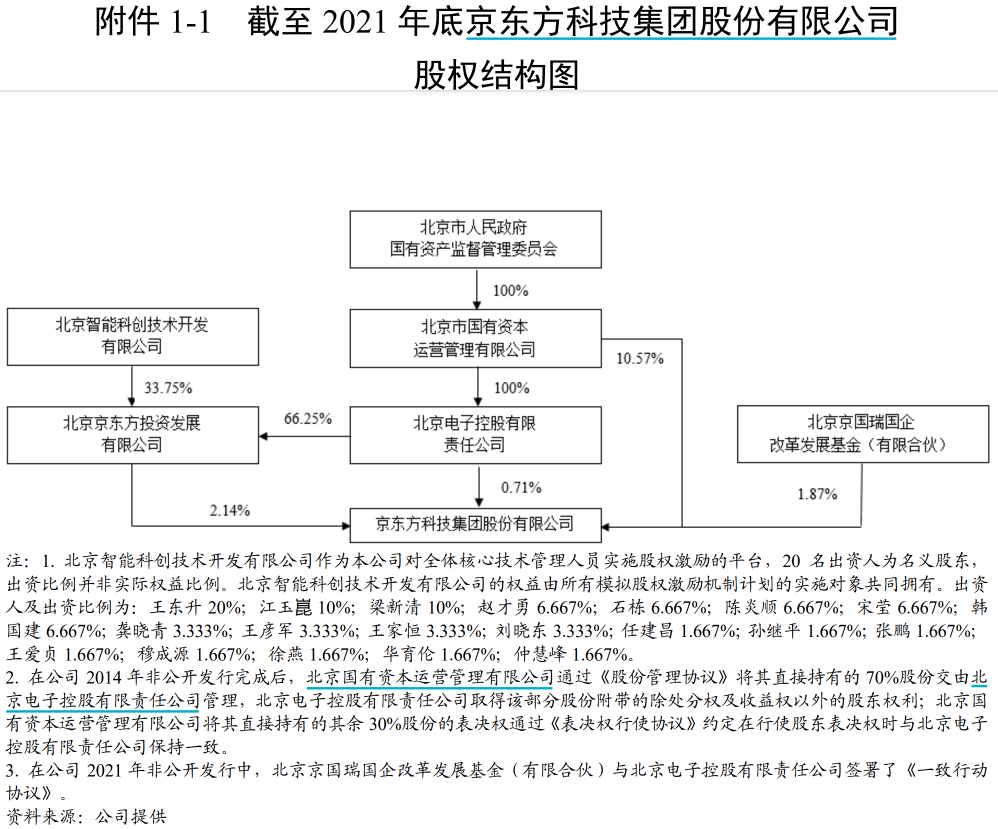 附件 1-1 截至 2021 年底京东方科技集团股份有限公司
股权结构图
北京市人民政府
国有资产监督管理委员会
100%
北京智能科创技术开发
有限公司
北京市国有资本
运营管理有限公司
10.57%
33.75%
100%
北京京东方投资发展
有限公司
66.25%
北京电子控股有限
责任公司
北京京国瑞国企
改革发展基金（有限合伙）
0.71%
1.87%
2.14%
京东方科技集团股份有限公司
注：1. 北京智能科创技术开发有限公司作为本公司对全体核心技术管理人员实施股权激励的平台，20 名出资人为名义股东，
出资比例并非实际权益比例。北京智能科创技术开发有限公司的权益由所有模拟股权激励机制计划的实施对象共同拥有。出资
人及出资比例为：王东升 20%；江玉崑 10%；梁新清 10%；赵才勇 6.667%；石栋 6.667%；陈炎顺 6.667%；宋莹 6.667%；韩
国建 6.667%；龚晓青 3.333%；王彦军 3.333%；王家恒 3.333%；刘晓东 3.333%；任建昌 1.667%；孙继平 1.667%；张鹏 1.667%；
王爱贞 1.667%；穆成源 1.667%；徐燕 1.667%；华育伦 1.667%；仲慧峰 1.667%。
2. 在公司 2014 年非公开发行完成后，北京国有资本运营管理有限公司通过《股份管理协议》将其直接持有的 70%股份交由北
京电子控股有限责任公司管理，北京电子控股有限责任公司取得该部分股份附带的除处分权及收益权以外的股东权利；北京国
有资本运营管理有限公司将其直接持有的其余 30%股份的表决权通过《表决权行使协议》约定在行使股东表决权时与北京电子
控股有限责任公司保持一致。
3. 在公司 2021 年非公开发行中，北京京国瑞国企改革发展基金（有限合伙）与北京电子控股有限责任公司签署了《一致行动
协议》。
资料来源：公司提供